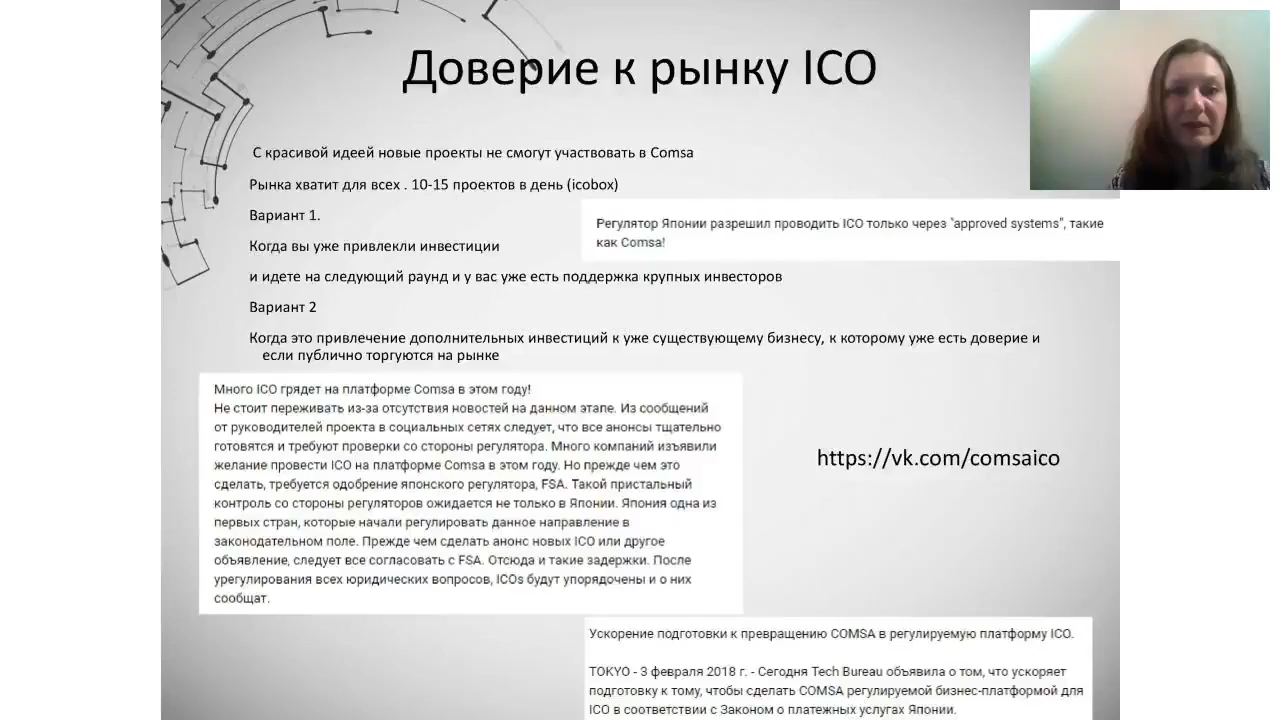 Доверие к рынку ICO
С красивой идеей новые проекты не смогут участвовать в Comsa
Рынка хватит для всех . 10-15 проектов в день (icobox)
Вариант 1.
Регулятор Японии разрешил проводить ICO только через "approved systems", такие
как Comsa!
Когда вы уже привлекли инвестиции
и идете на следующий раунд и у вас уже есть поддержка крупных инвесторов
Вариант 2
Когда это привлечение дополнительных инвестиций к уже существующему бизнесу, к которому уже есть доверие и
если публично торгуются на рынке
Много ICO грядет на платформе Comsa в этом году!
Не стоит переживать из-за отсутствия новостей на данном этапе. Из сообщений
от руководителей проекта в социальных сетях следует, что все анонсы тщательно
готовятся и требуют проверки со стороны регулятора. Много компаний изъявили
желание провести ICO на платформе Comsa в этом году. Но прежде чем это
сделать, требуется одобрение японского регулятора, FSA. Такой пристальный
контроль со стороны регуляторов ожидается не только в Японии. Япония одна из
первых стран, которые начали регулировать данное направление в
законодательном поле. Прежде чем сделать анонс новых ICO или другое
объявление, следует все согласовать с FSA. Отсюда и такие задержки. После
урегулирования всех юридических вопросов, ICOs будут упорядочены и о них
сообщат.
https://vk.com/comsaico
Ускорение подготовки к превращению COMSA в регулируемую платформу ICO.
TOKYO - 3 февраля 2018 г. - Сегодня Tech Bureau объявила о том, что ускоряет
подготовку к тому, чтобы сделать COMSA регулируемой бизнес-платформой для
ICO в соответствии с Законом о платежных услугах Японии.